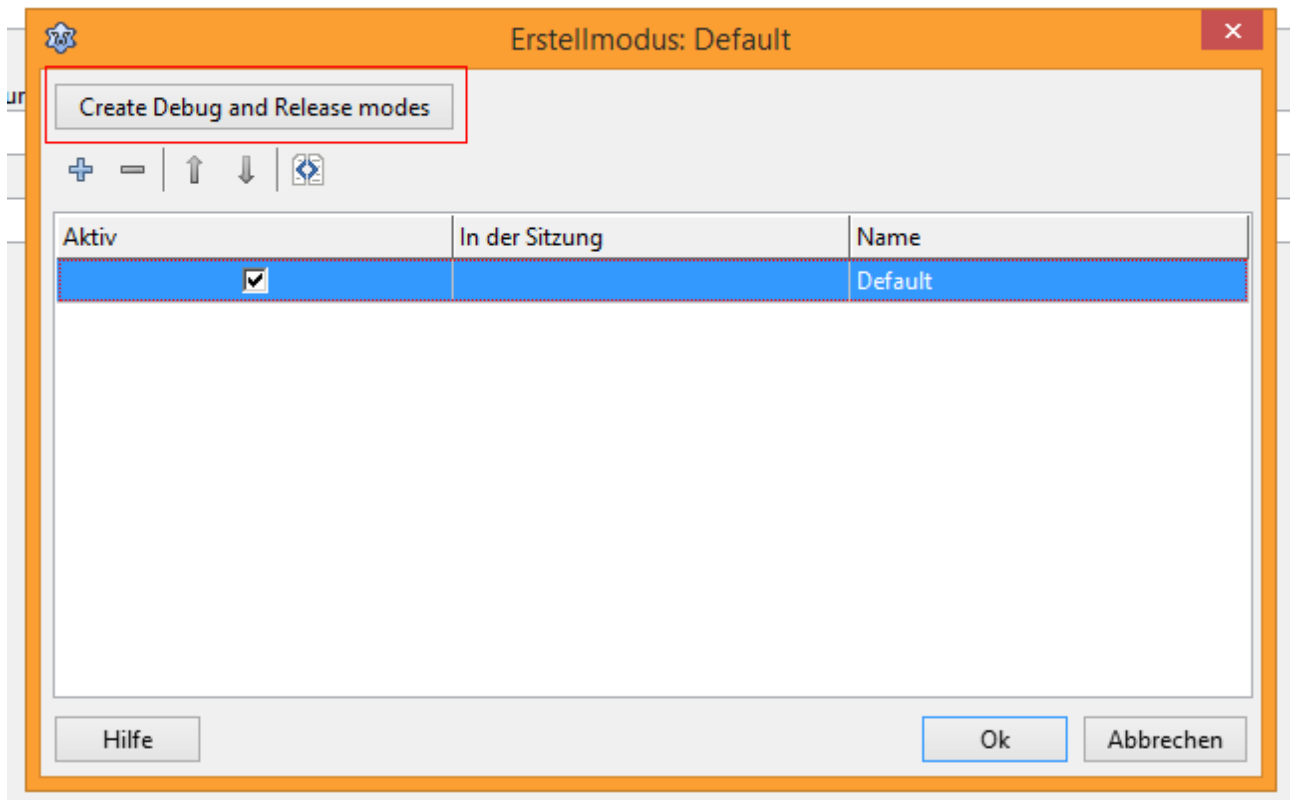 Erstellmodus: Default
Create Debug and Release modes
Aktiv In der Sitzung Name
Default
Hilfe Ok Abbrechen